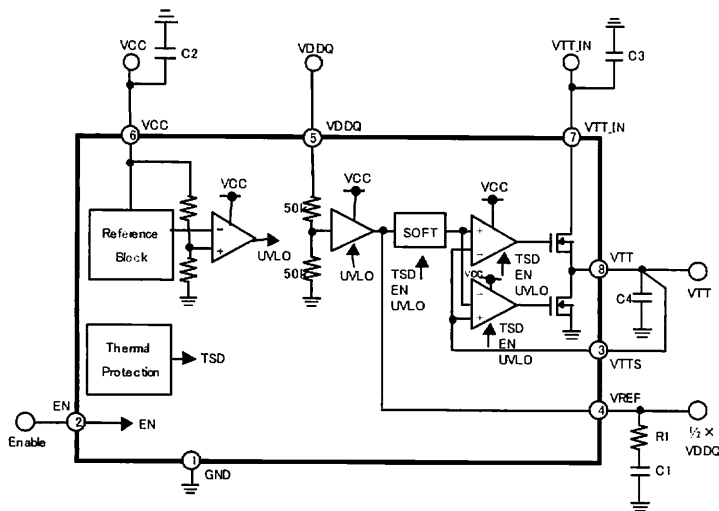 C2
C3
VCC
VDDQ
VTT_IN
6
VCC
5
VDDQ
7
VTT_IN
VCC
VCC
VCC
50k
50k
Reference
Block
-
+
UVLO
UVLO
SOFT
TSD
EN
UVLO
+
-
TSD
EN
UVLO
VCC
-
+
TSD
EN
UVLO
8
VTT
VTT
C4
3
VTTS
Thermal
Protection
TSD
VREF
4
½ ×
VDDQ
R1
C1
EN
2
EN
Enable
1
GND